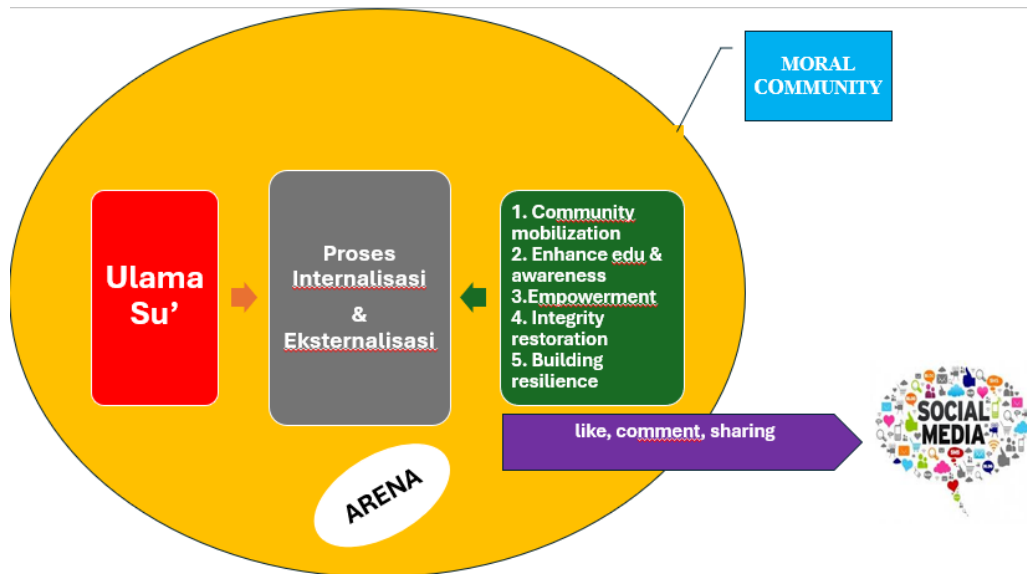 MORAL
COMMUNITY
Ulama
Su’
Proses
Internalisasi
&
Eksternalisasi
1. Community
mobilization
2. Enhance edu &
awareness
3.Empowerment
4. Integrity
restoration
5. Building
resilience
like, comment, sharing
SOCIAL
MEDIA
ARENA